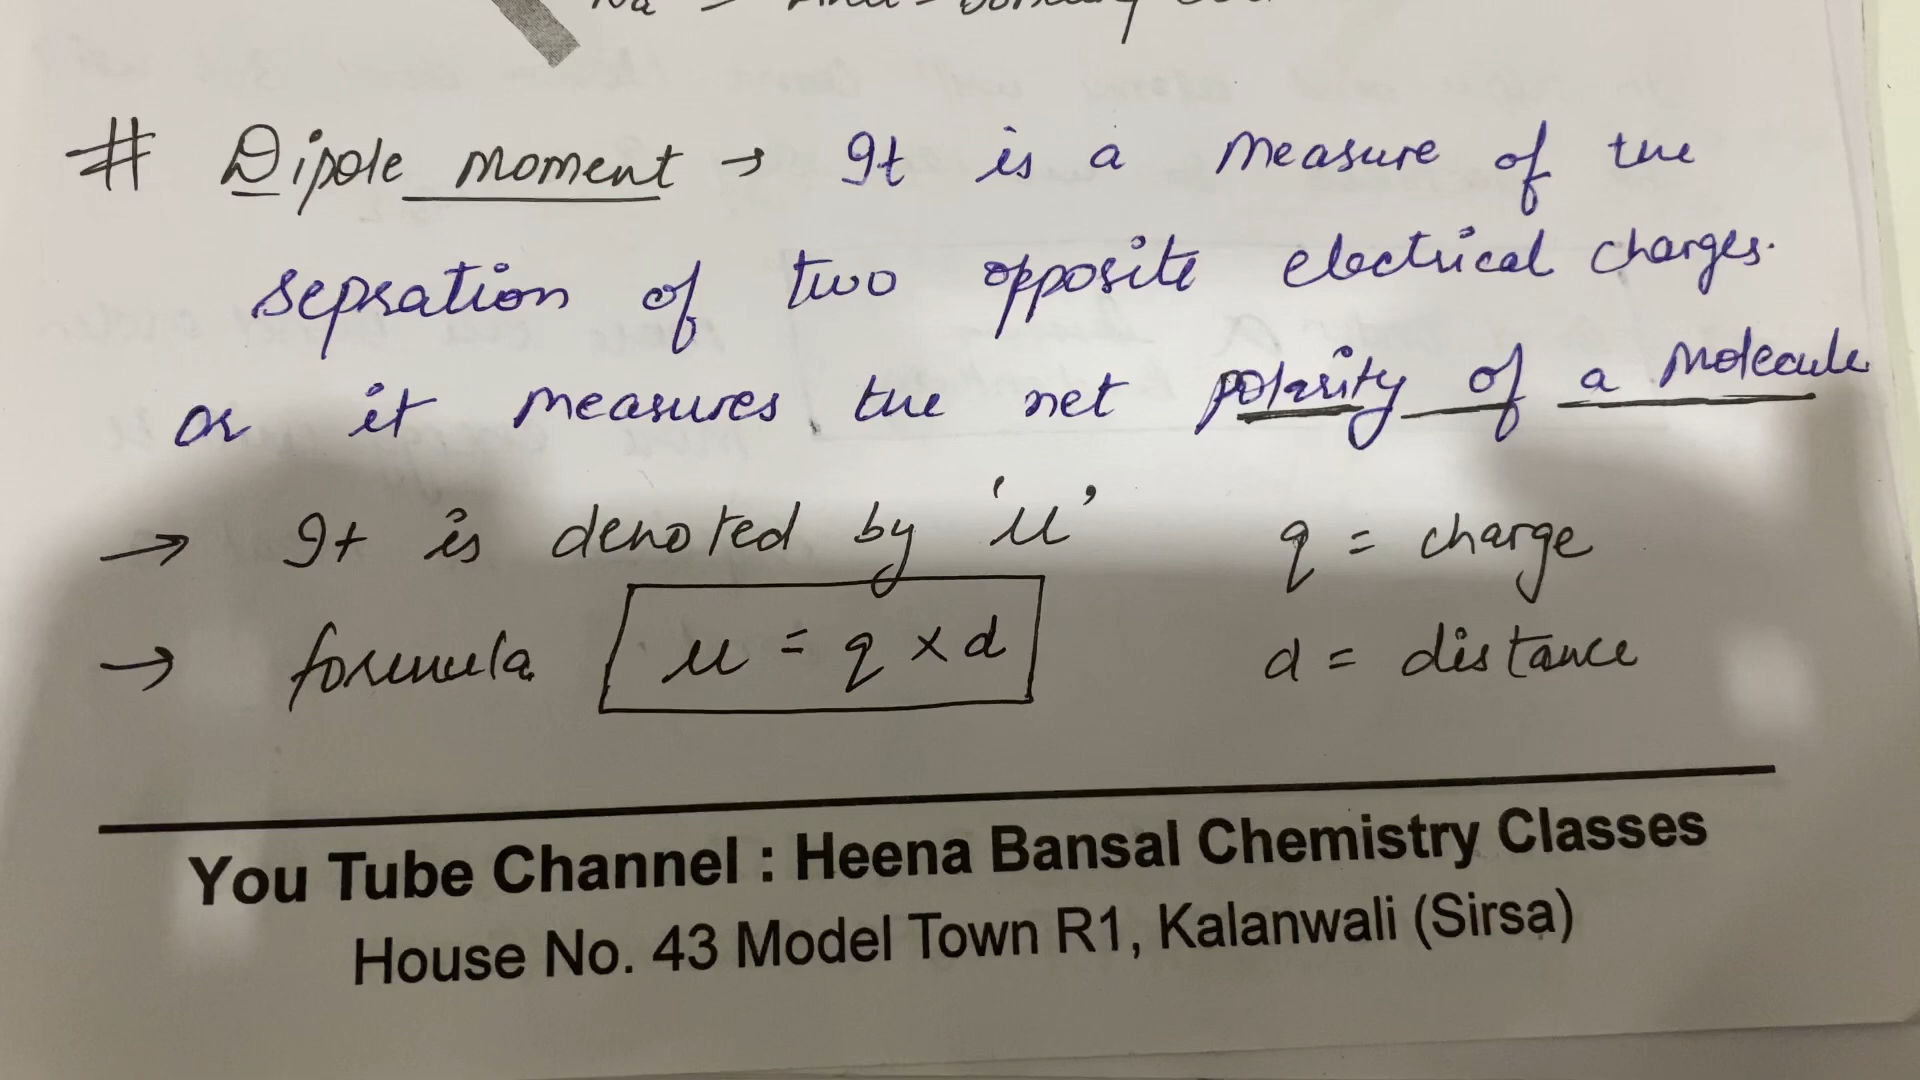 # Dipole moment → It is a measure of the
sepration of two opposite electrical charges.
or it measures the net polarity of a molecule
→ It is denoted by 'u' q = charge
→ formula u = q × d d = distance
You Tube Channel : Heena Bansal Chemistry Classes
House No. 43 Model Town R1, Kalanwali (Sirsa)